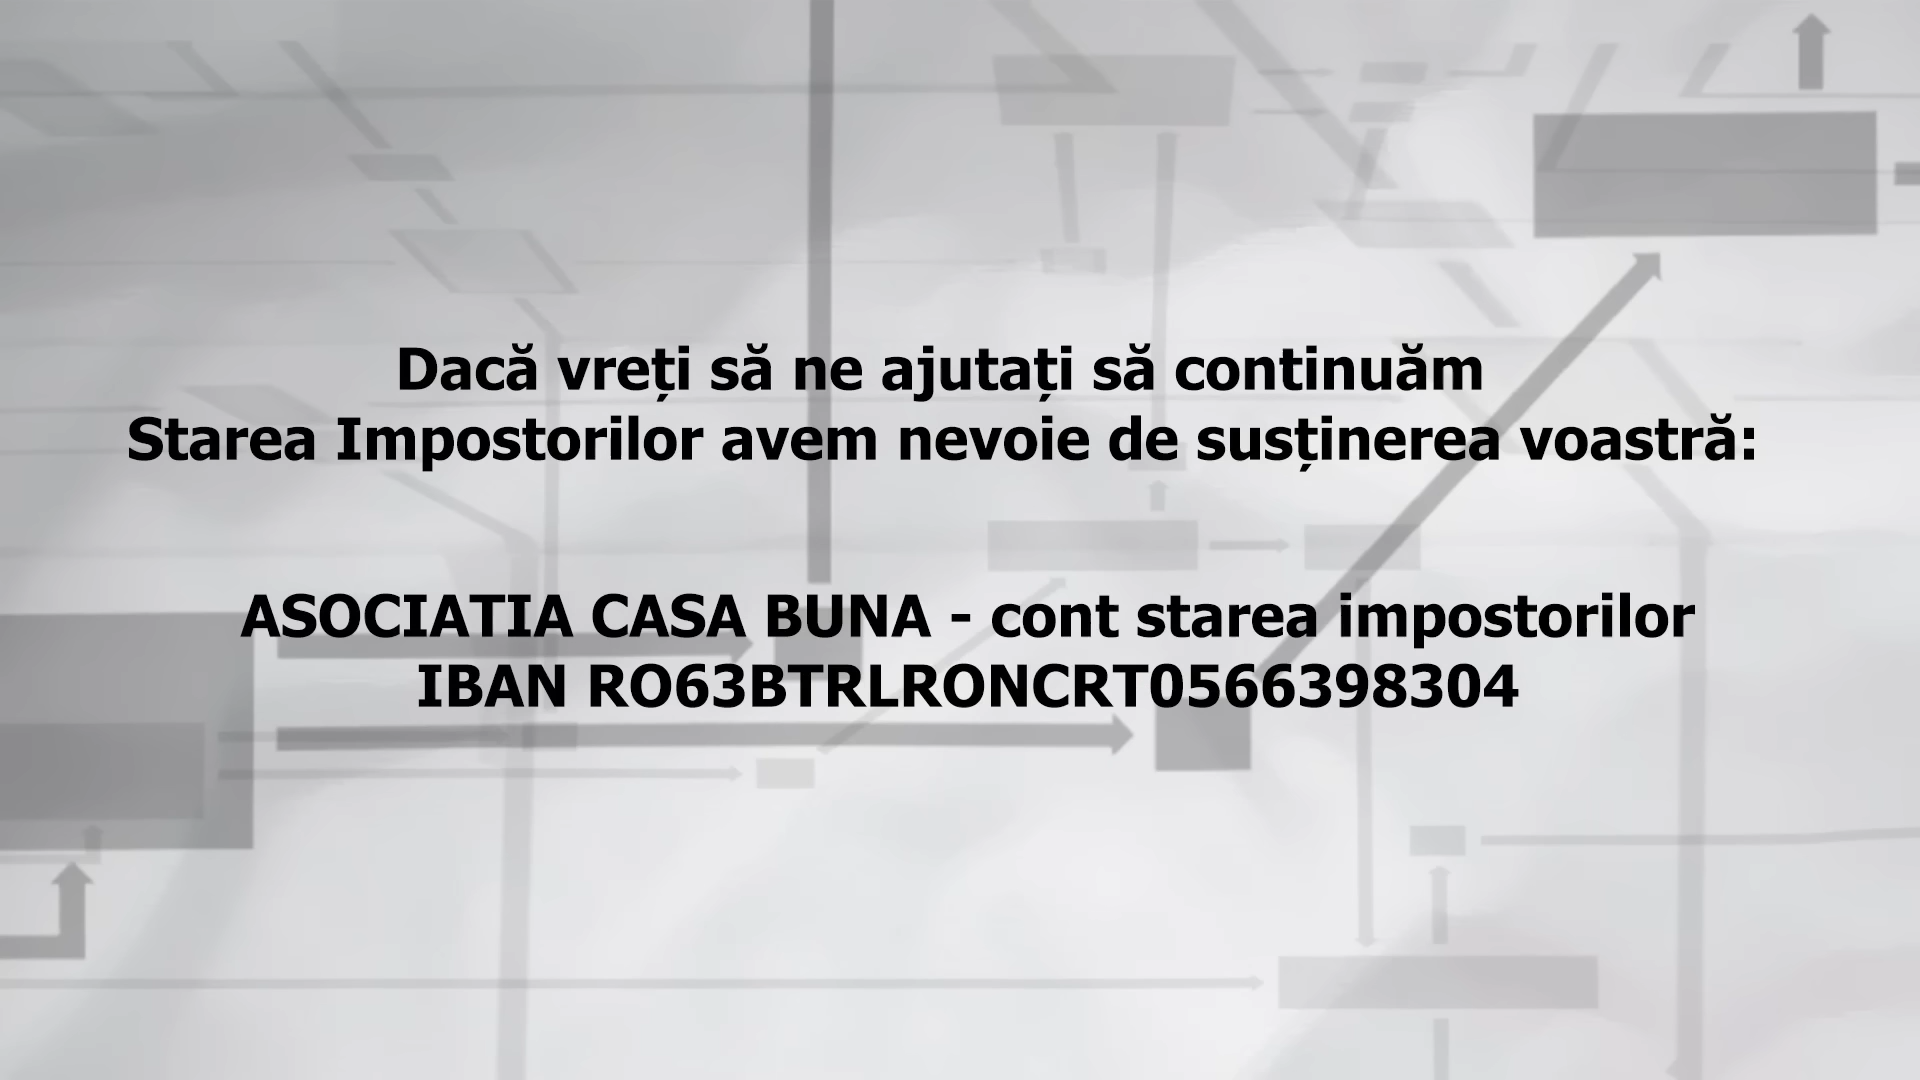 Dacă vreți să ne ajutați să continuăm
Starea Impostorilor avem nevoie de susținerea voastră:
ASOCIATIA CASA BUNA - cont starea impostorilor
IBAN RO63BTRLRONCRT0566398304